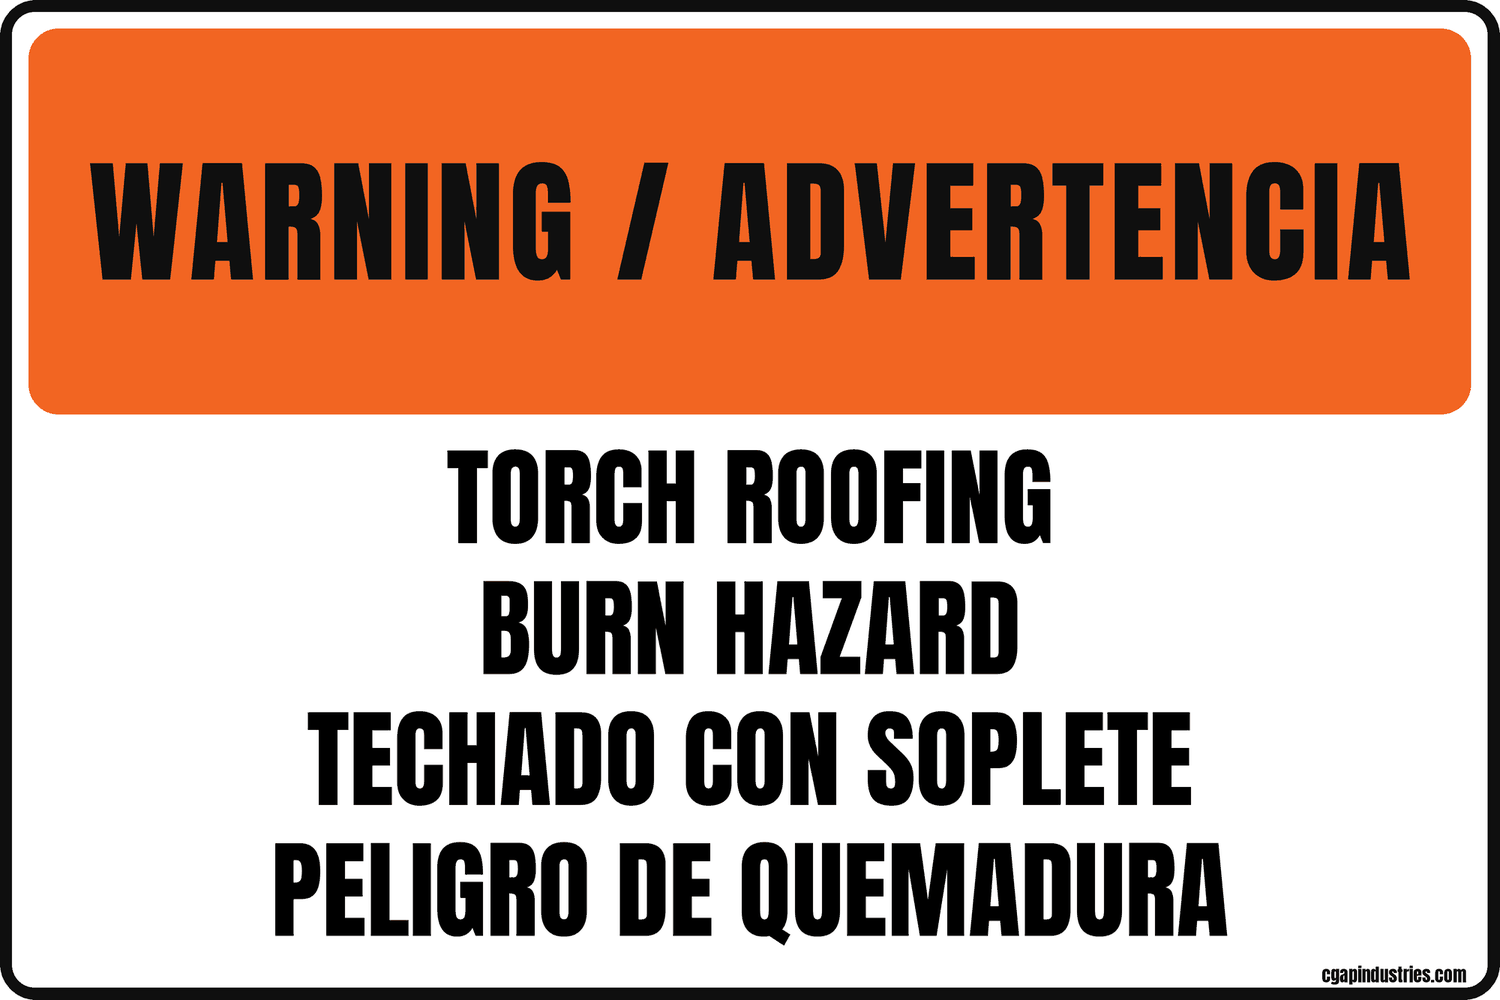 WARNING / ADVERTENCIA
TORCH ROOFING
BURN HAZARD
TECHADO CON SOPLETE
PELIGRO DE QUEMADURA
cgapindustries.com